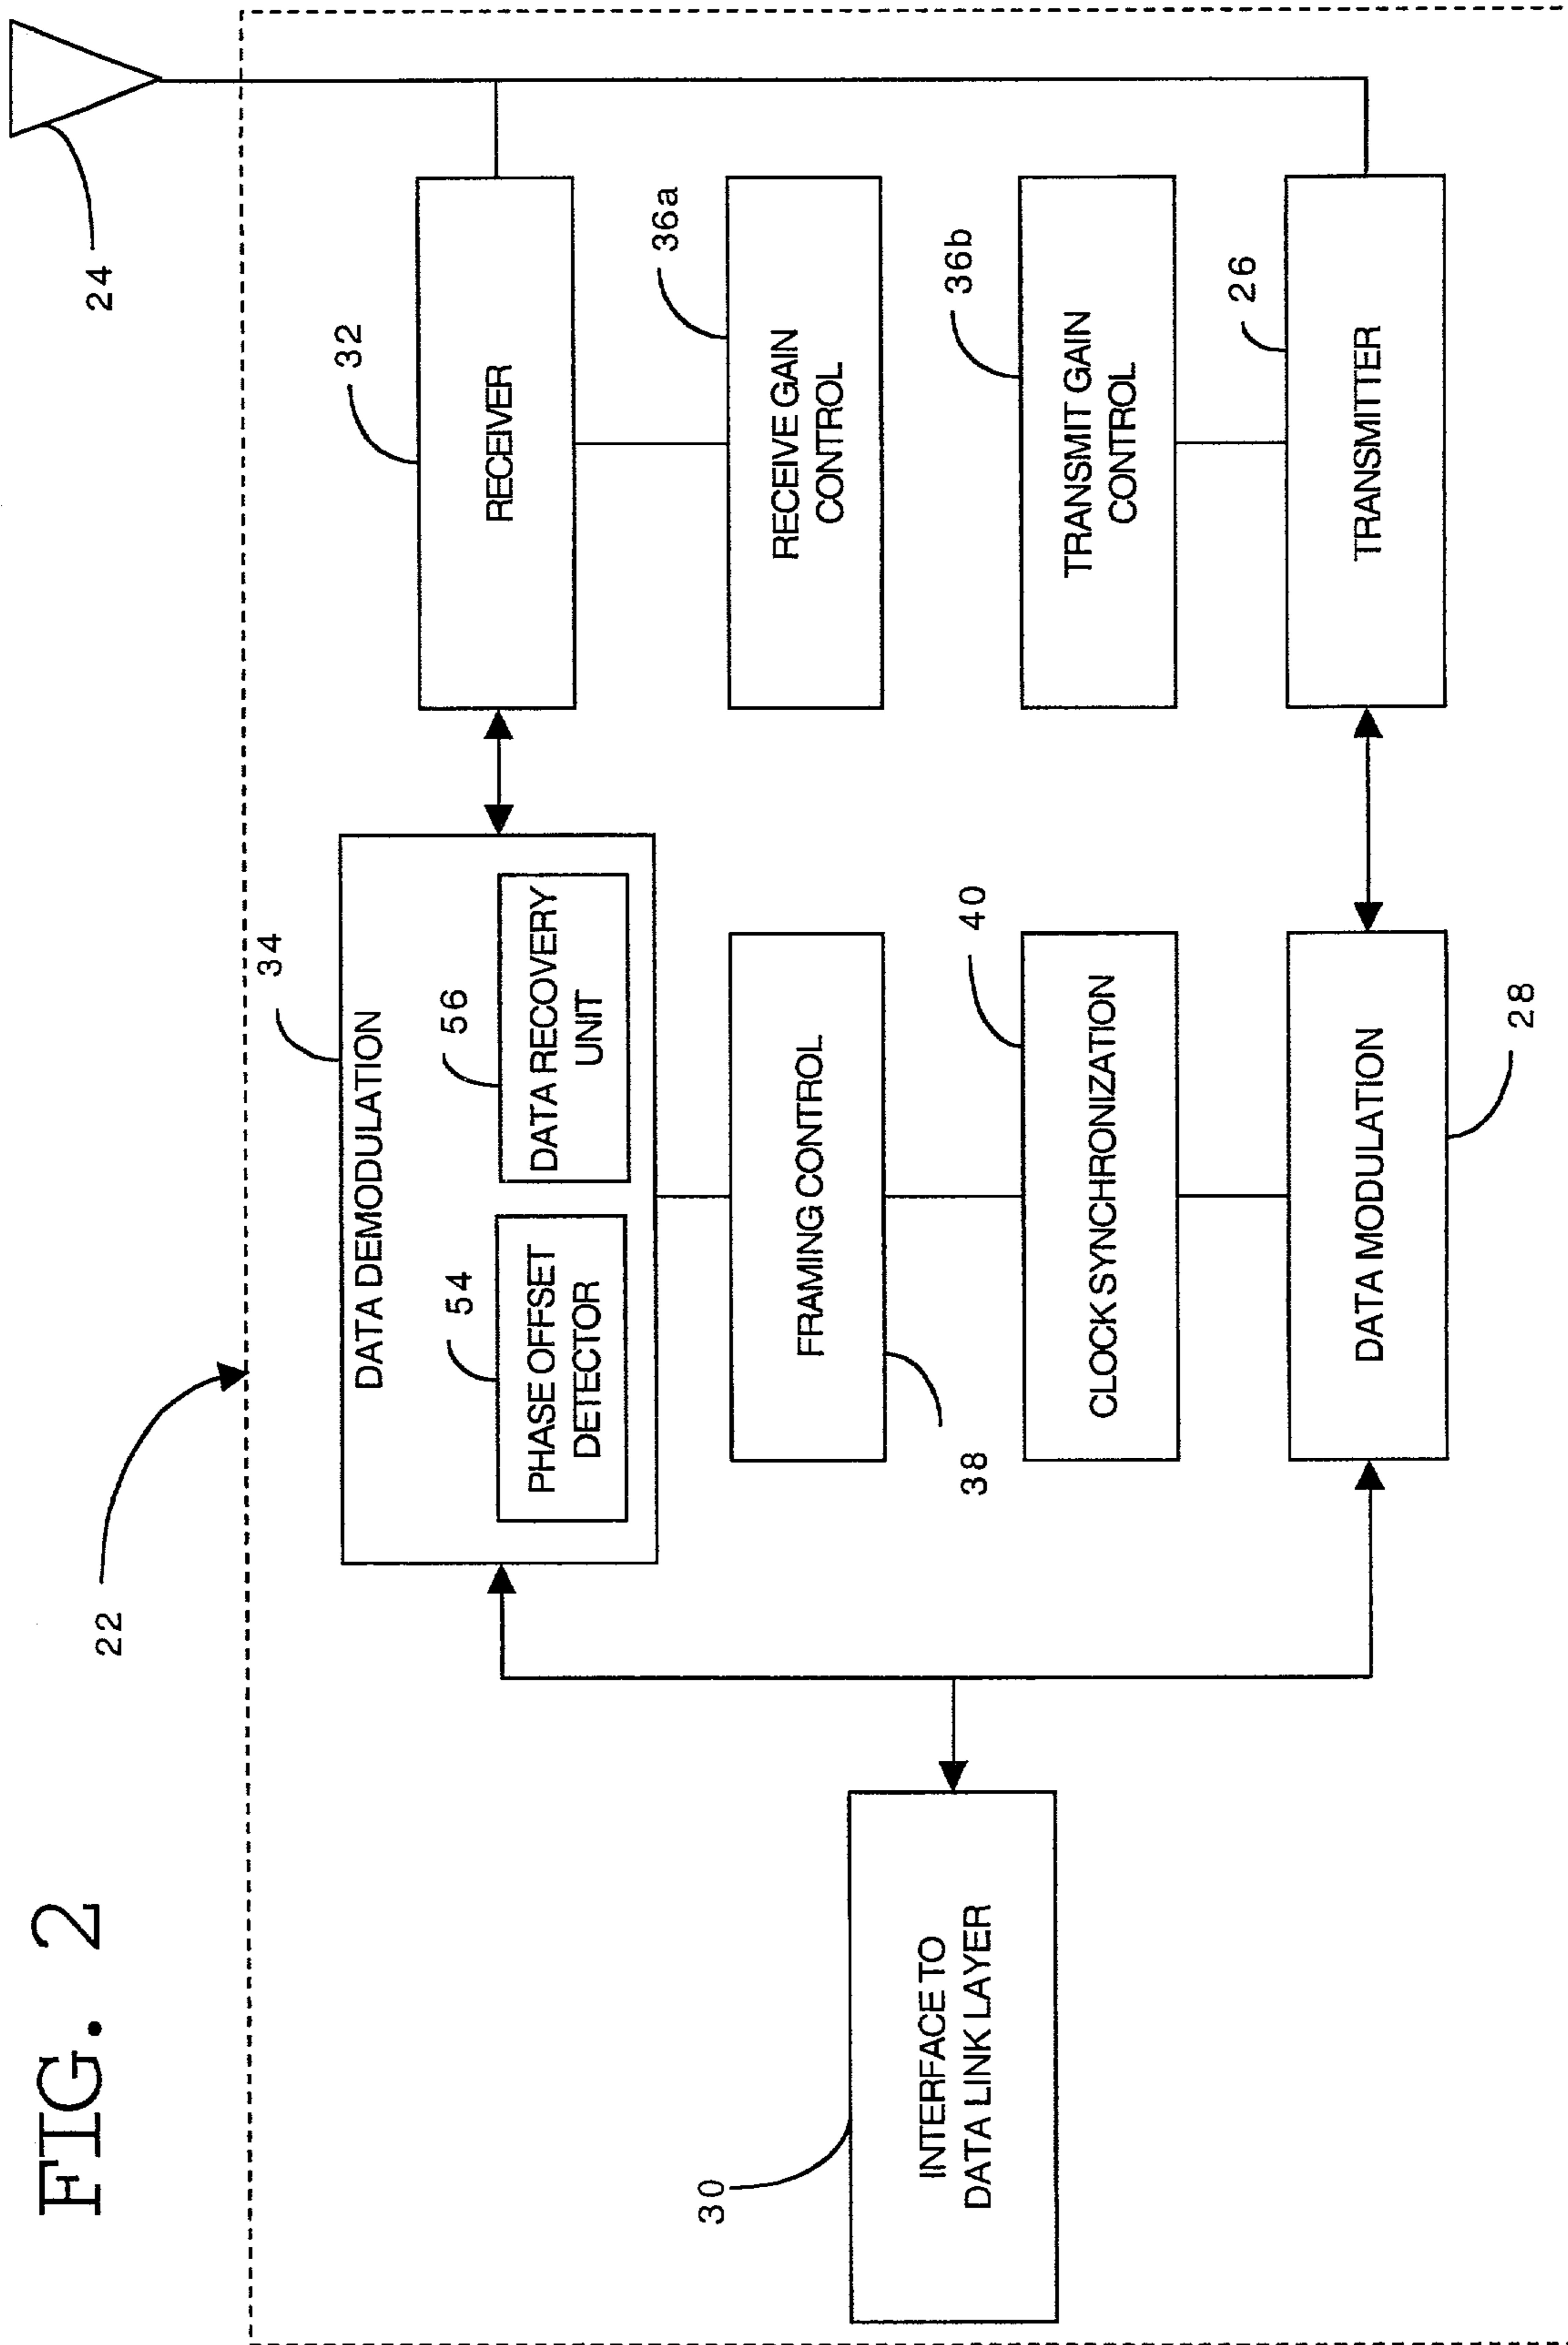 FIG. 2
22
24
34
DATA DEMODULATION
54
PHASE OFFSET
DETECTOR
56
DATA RECOVERY
UNIT
32
RECEIVER
36a
RECEIVE GAIN
CONTROL
38
FRAMING CONTROL
40
CLOCK SYNCHRONIZATION
36b
TRANSMIT GAIN
CONTROL
30
INTERFACE TO
DATA LINK LAYER
28
DATA MODULATION
26
TRANSMITTER